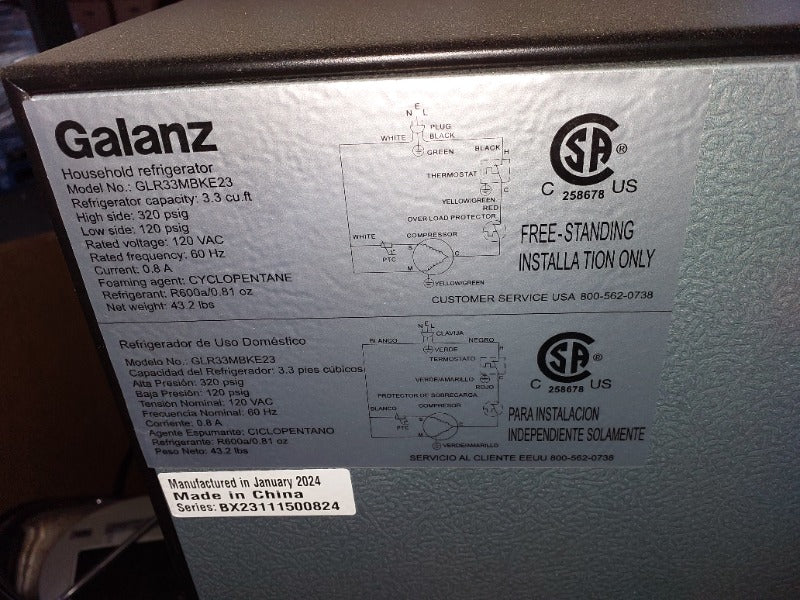 Galanz
Household refrigerator
Model No.: GLR33MBKE23
Refrigerator capacity: 3.3 cu.ft
High side: 320 psig
Low side: 120 psig
Rated voltage: 120 VAC
Rated frequency: 60 Hz
Current: 0.8 A
Foaming agent: CYCLOPENTANE
Refrigerant: R600a/0.81 oz
Net weight: 43.2 lbs
E
N L
PLUG
WHITE BLACK
GREEN
BLACK H
THERMOSTAT
C
YELLOW/GREEN
RED
OVER LOAD PROTECTOR
WHITE COMPRESSOR
PTC
S
M
C
YELLOW/GREEN
SA ®
C 258678 US
FREE-STANDING
INSTALLA TION ONLY
CUSTOMER SERVICE USA 800-562-0738
Refrigerador de Uso Doméstico
Modelo No.: GLR33MBKE23
Capacidad del Refrigerador: 3.3 pies cúbicos
Alta Presión: 320 psig
Baja Presión: 120 psig
Tensión Nominal: 120 VAC
Frecuencia Nominal: 60 Hz
Corriente: 0.8 A
Agente Espumante: CYCLOPENTANO
Refrigerante: R600a/0.81 oz
Peso Neto: 43.2 lbs
N E L
CLAVIJA
BLANCO NEGRO
VERDE
TERMOSTATO
VERDE/AMARILLO
ROJO
PROTECTOR DE SOBRECARGA
BLANCO COMPRESOR
PTC
VERDE/AMARILLO
SA ®
C 258678 US
PARA INSTALACION
INDEPENDIENTE SOLAMENTE
SERVICIO AL CLIENTE EEUU 800-562-0738
Manufactured in January 2024
Made in China
Series: BX23111500824